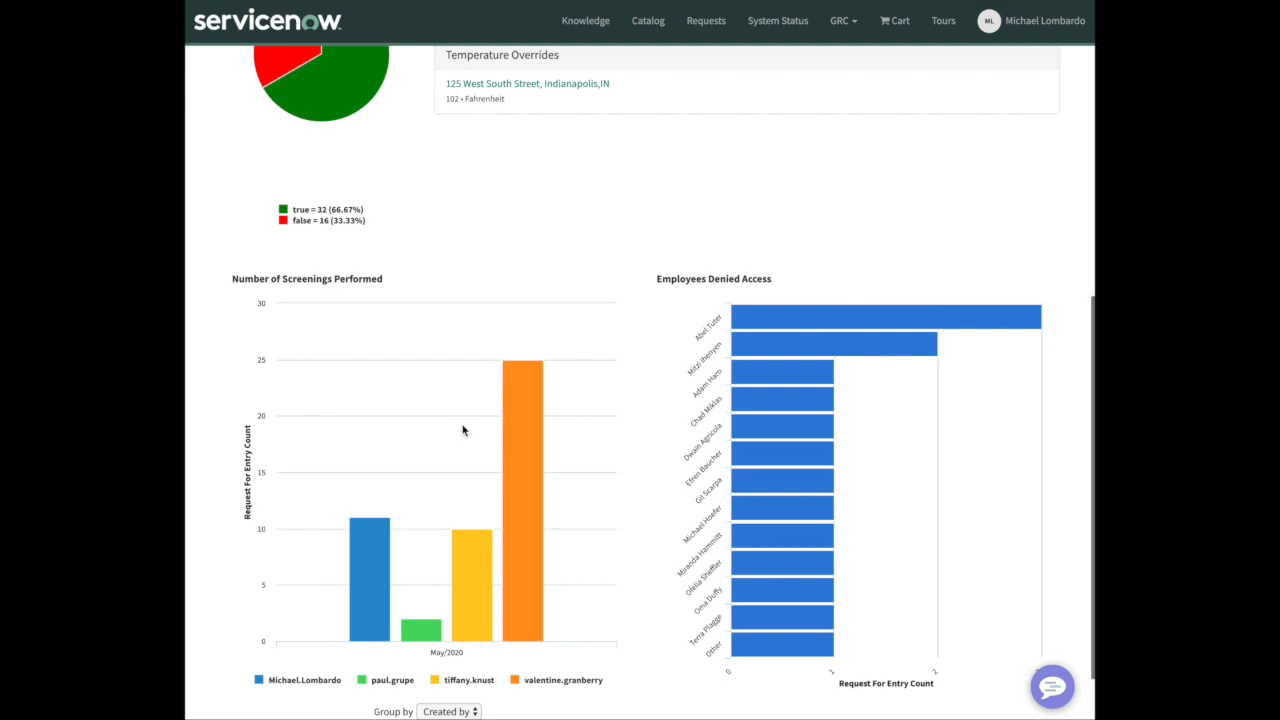 servicenow
Knowledge Catalog Requests System Status GRC Cart Tours ML Michael Lombardo
Temperature Overrides
125 West South Street, Indianapolis,IN
102 • Fahrenheit
true = 32 (66.67%)
false = 16 (33.33%)
Number of Screenings Performed
30
25
20
15
10
5
0
Request For Entry Count
May/2020
Michael.Lombardo paul.grupe tiffany.knust valentine.granberry
Group by Created by
Employees Denied Access
Abel Tuter
Mitzi Ihenyen
Adam Haro
Chad Miklas
Dwain Agricola
Efren Baucher
Gil Scarpa
Michael Hoefer
Miranda Hammitt
Ofelia Sheffler
Oma Duffy
Terra Plagge
Other
0 1 2
Request For Entry Count